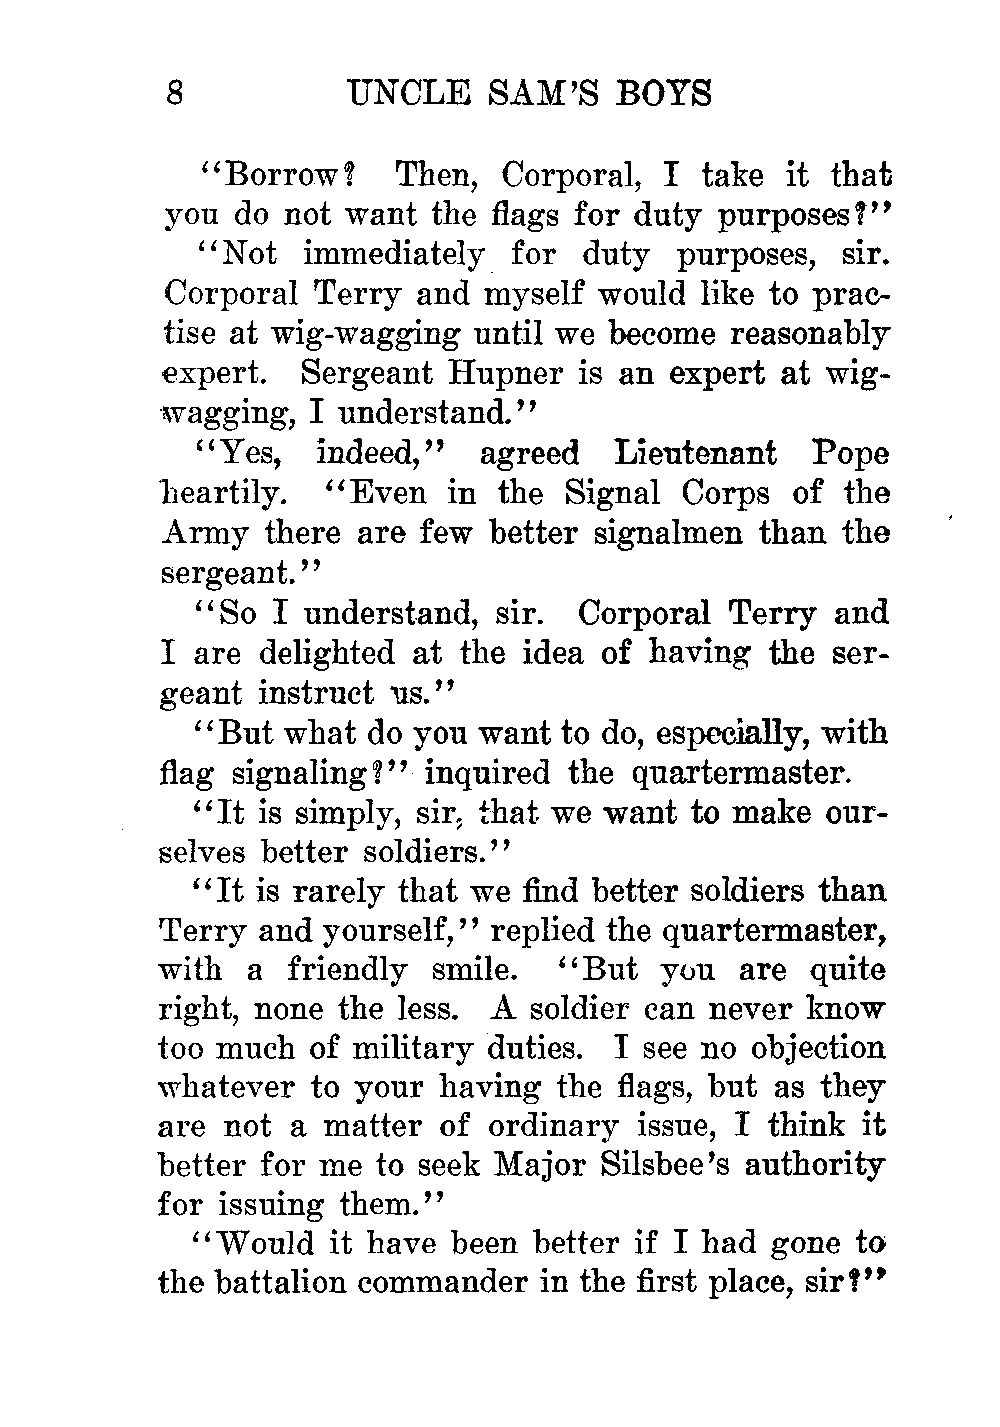 8 UNCLE SAM'S BOYS
"Borrow? Then, Corporal, I take it that
you do not want the flags for duty purposes?"
"Not immediately for duty purposes, sir.
Corporal Terry and myself would like to prac-
tise at wig-wagging until we become reasonably
expert. Sergeant Hupner is an expert at wig-
wagging, I understand."
"Yes, indeed," agreed Lieutenant Pope
heartily. "Even in the Signal Corps of the
Army there are few better signalmen than the
sergeant."
"So I understand, sir. Corporal Terry and
I are delighted at the idea of having the ser-
geant instruct us."
"But what do you want to do, especially, with
flag signaling?" inquired the quartermaster.
"It is simply, sir, that we want to make our-
selves better soldiers."
"It is rarely that we find better soldiers than
Terry and yourself," replied the quartermaster,
with a friendly smile. "But you are quite
right, none the less. A soldier can never know
too much of military duties. I see no objection
whatever to your having the flags, but as they
are not a matter of ordinary issue, I think it
better for me to seek Major Silsbee's authority
for issuing them."
"Would it have been better if I had gone to
the battalion commander in the first place, sir?"